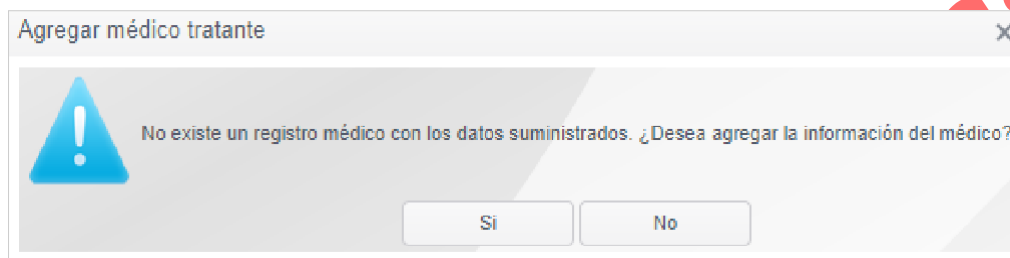 Agregar médico tratante
No existe un registro médico con los datos suministrados. ¿Desea agregar la información del médico?
Si
No